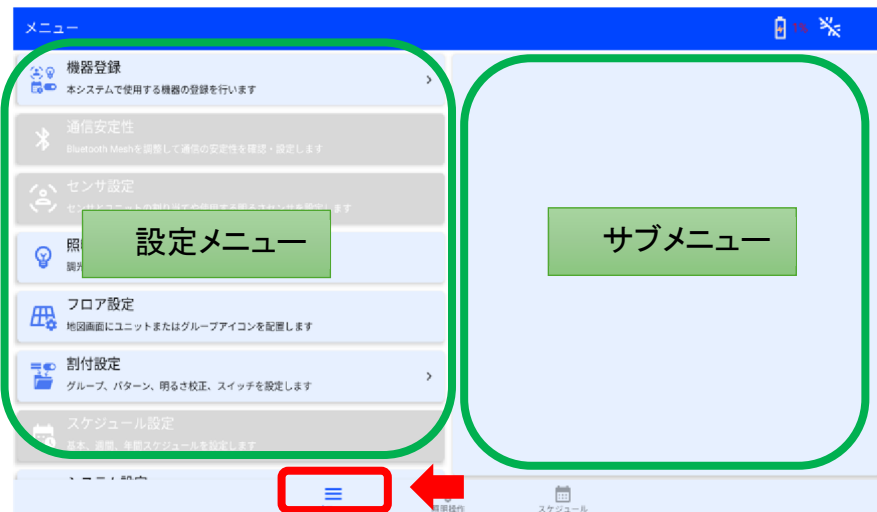 メニュー
機器登録
本システムで使用する機器の登録を行います
通信安定性
Bluetooth Meshを調整して通信の安定性を確認・設定します
センサ設定
設定メニュー
サブメニュー
フロア設定
地図画面にユニットまたはグループアイコンを配置します
割付設定
グループ、パターン、明るさ校正、スイッチを設定します
スケジュール設定
基本、週間、年間スケジュールを設定します
スケジュール